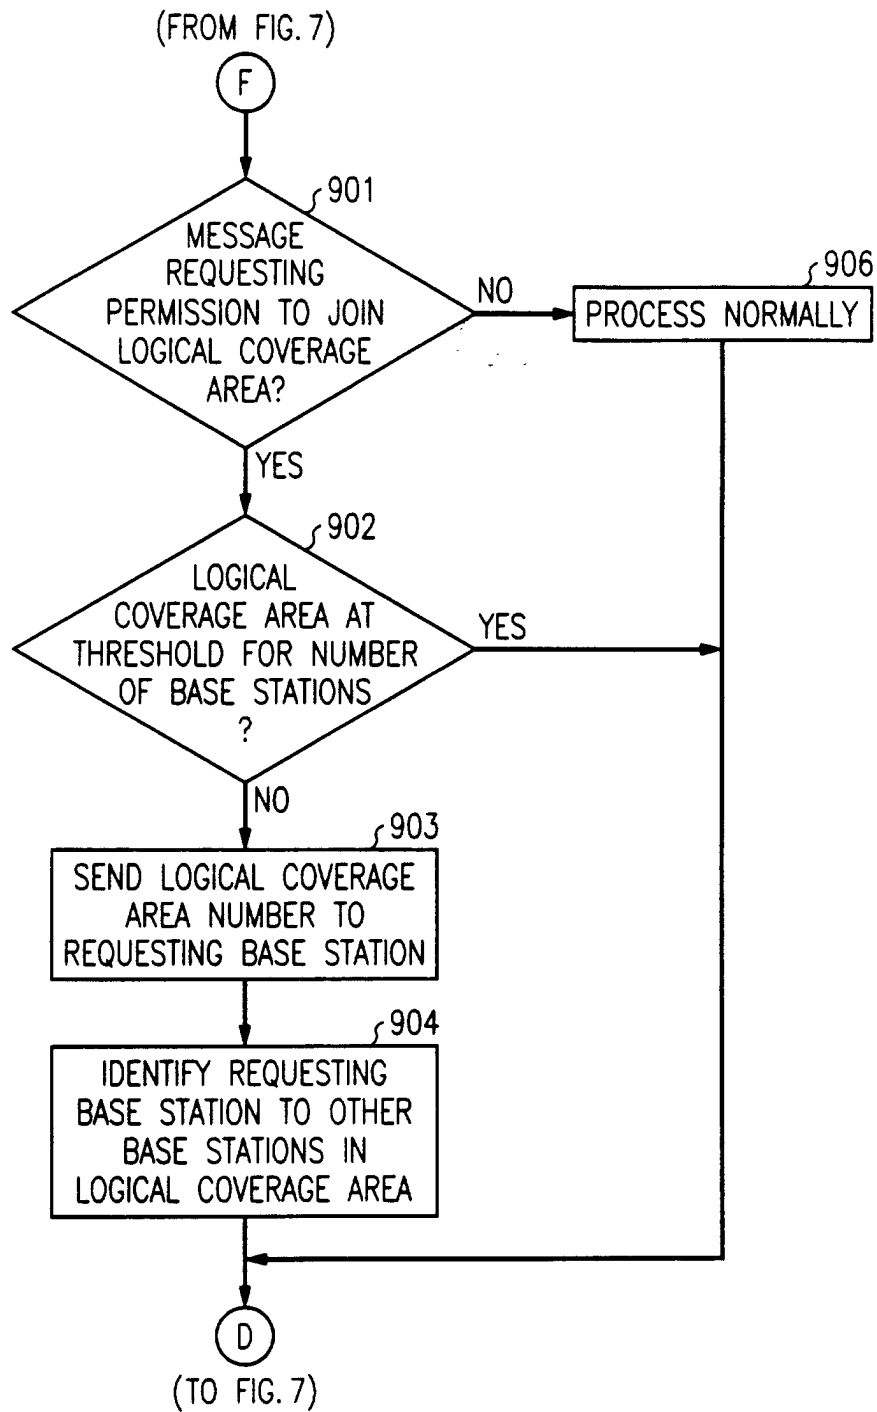 (FROM FIG. 7)
F
901
MESSAGE
REQUESTING
PERMISSION TO JOIN
LOGICAL COVERAGE
AREA?
NO
906
PROCESS NORMALLY
YES
902
LOGICAL
COVERAGE AREA AT
THRESHOLD FOR NUMBER
OF BASE STATIONS
?
YES
NO
903
SEND LOGICAL COVERAGE
AREA NUMBER TO
REQUESTING BASE STATION
904
IDENTIFY REQUESTING
BASE STATION TO OTHER
BASE STATIONS IN
LOGICAL COVERAGE AREA
D
(TO FIG. 7)